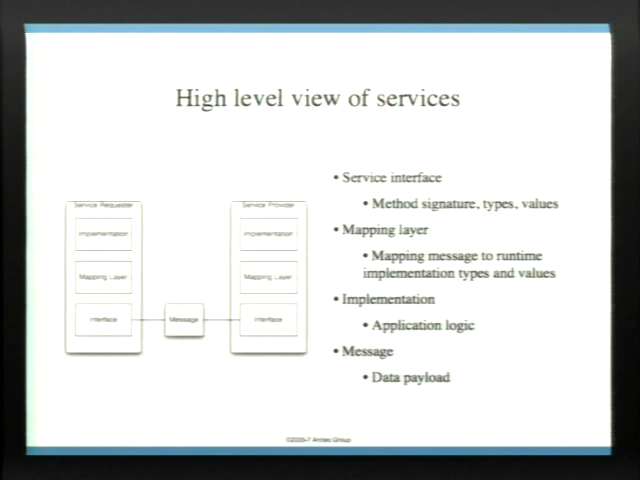 High level view of services
• Service interface
• Method signature, types, values
• Mapping layer
• Mapping message to runtime
implementation types and values
• Implementation
• Application logic
• Message
• Data payload
Service Requester
Implementation
Mapping Layer
Interface
Message
Service Provider
Implementation
Mapping Layer
Interface
Group